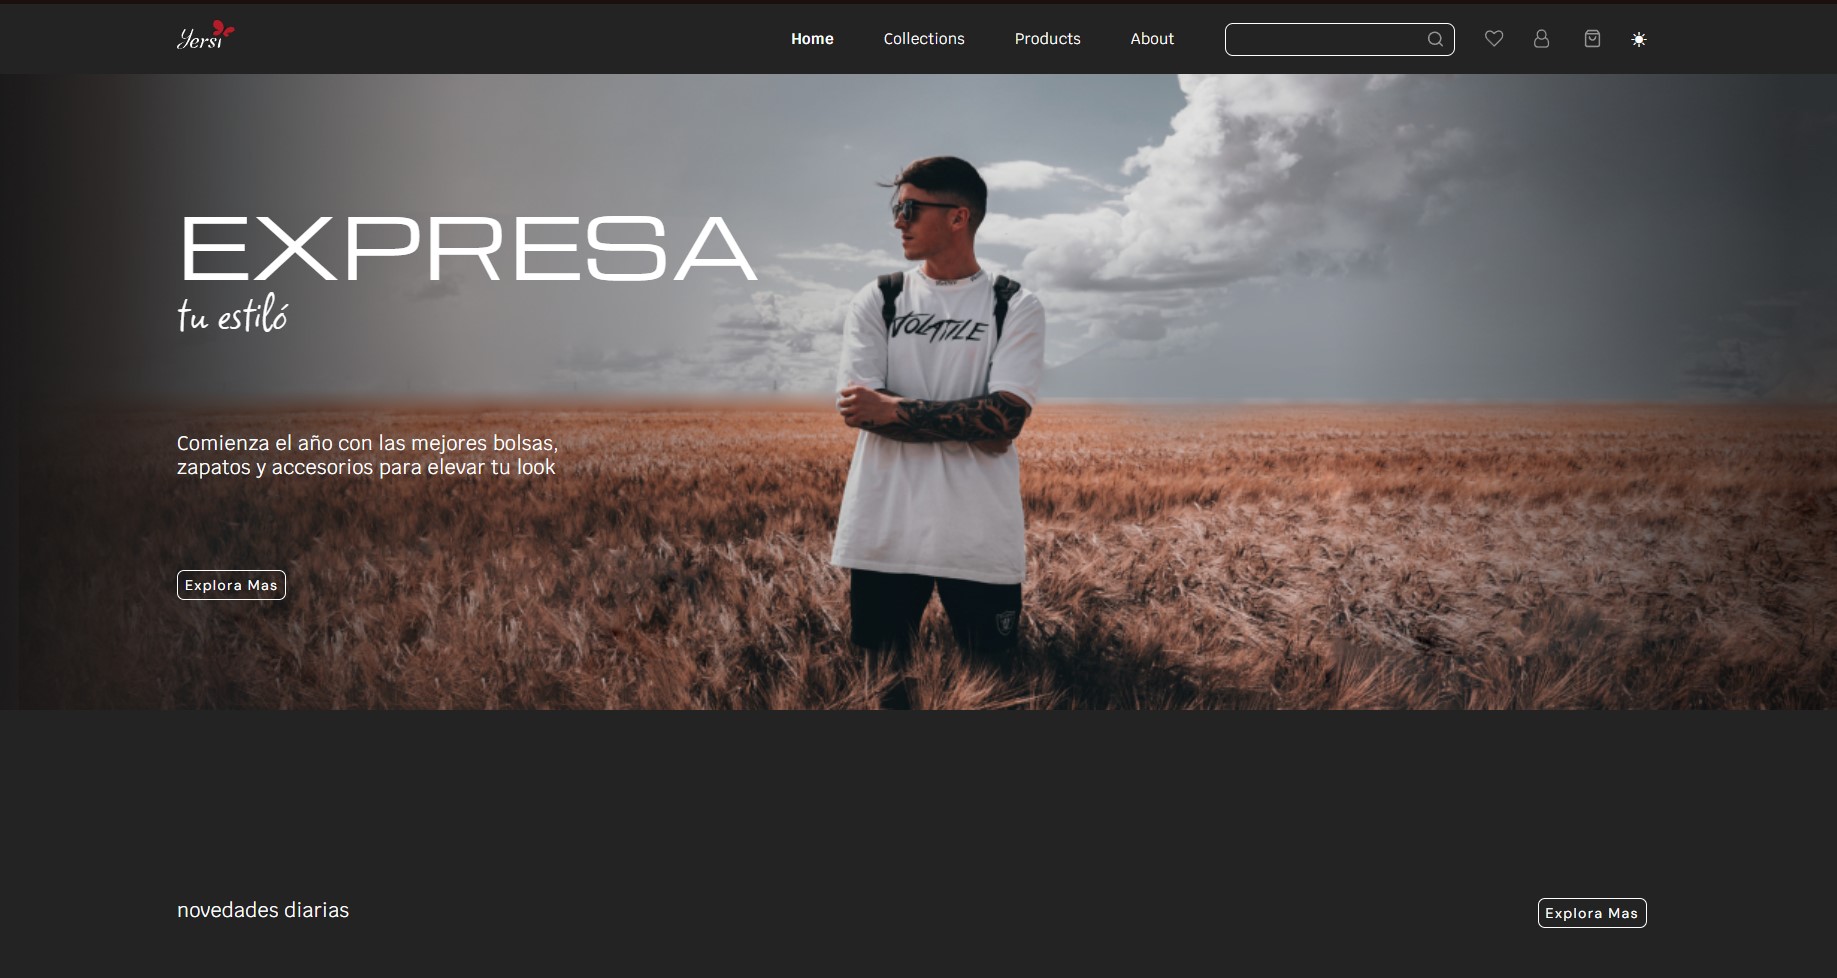 Yersi
Home
Collections
Products
About
EXPRESA
tu estiló
VOLATILE
Comienza el año con las mejores bolsas,
zapatos y accesorios para elevar tu look
Explora Mas
novedades diarias
Explora Mas